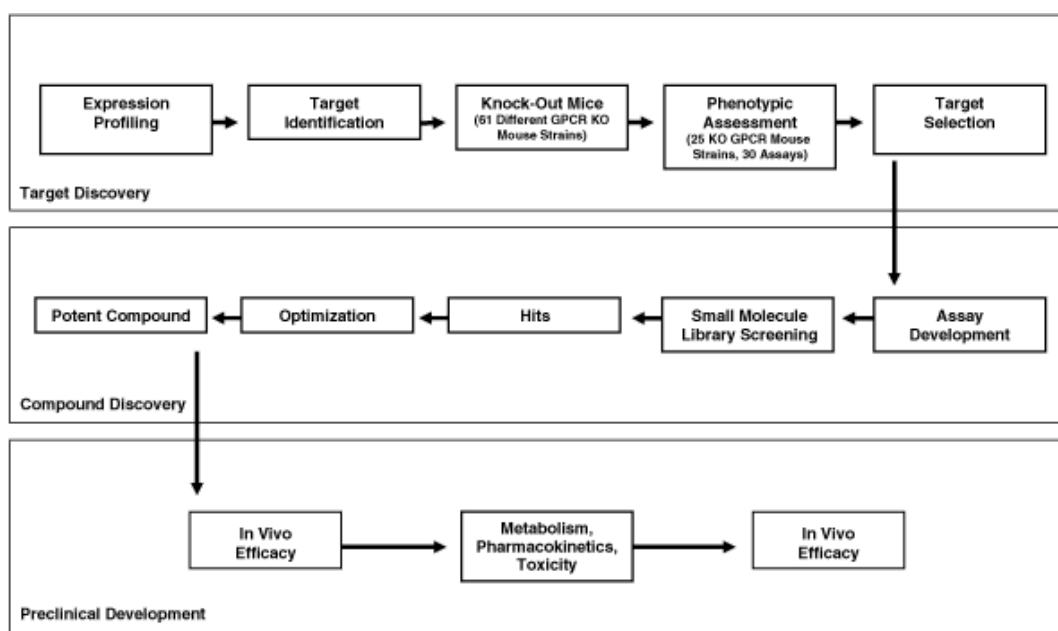 Expression
Profiling
Target
Identification
Knock-Out Mice
(61 Different GPCR KO
Mouse Strains)
Phenotypic
Assessment
(25 KO GPCR Mouse
Strains, 30 Assays)
Target
Selection
Target Discovery
Potent Compound
Optimization
Hits
Small Molecule
Library Screening
Assay
Development
Compound Discovery
In Vivo
Efficacy
Metabolism,
Pharmacokinetics,
Toxicity
In Vivo
Efficacy
Preclinical Development